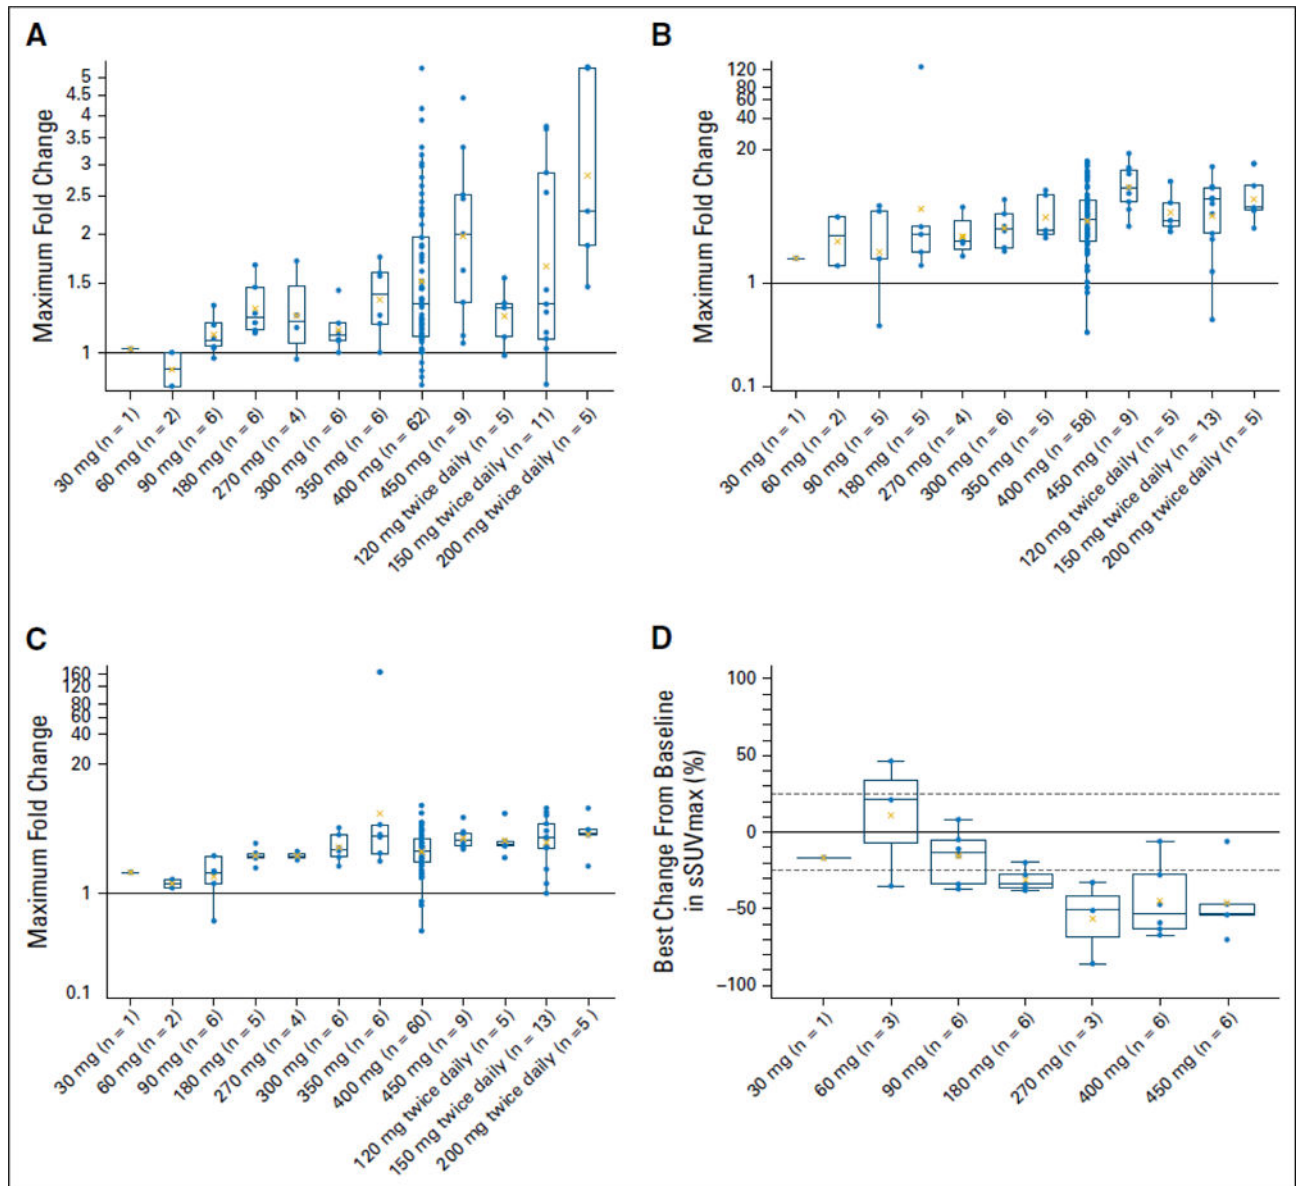 A
Maximum Fold Change
5
4.5
4
3.5
3
2.5
2
1.5
1
30 mg (n = 1)
60 mg (n = 2)
90 mg (n = 6)
180 mg (n = 6)
270 mg (n = 4)
300 mg (n = 6)
350 mg (n = 6)
400 mg (n = 62)
450 mg (n = 9)
120 mg twice daily (n = 5)
150 mg twice daily (n = 11)
200 mg twice daily (n = 5)
B
Maximum Fold Change
120
80
60
40
20
1
0.1
30 mg (n = 1)
60 mg (n = 2)
90 mg (n = 5)
180 mg (n = 5)
270 mg (n = 4)
300 mg (n = 6)
350 mg (n = 5)
400 mg (n = 58)
450 mg (n = 9)
120 mg twice daily (n = 5)
150 mg twice daily (n = 13)
200 mg twice daily (n = 5)
C
Maximum Fold Change
160
120
80
60
40
20
1
0.1
30 mg (n = 1)
60 mg (n = 2)
90 mg (n = 6)
180 mg (n = 5)
270 mg (n = 4)
300 mg (n = 6)
350 mg (n = 6)
400 mg (n = 60)
450 mg (n = 9)
120 mg twice daily (n = 5)
150 mg twice daily (n = 13)
200 mg twice daily (n =5 )
D
Best Change From Baseline
in sSUVmax (%)
100
50
0
−50
−100
30 mg (n = 1)
60 mg (n = 3)
90 mg (n = 6)
180 mg (n = 6)
270 mg (n = 3)
400 mg (n = 6)
450 mg (n = 6)